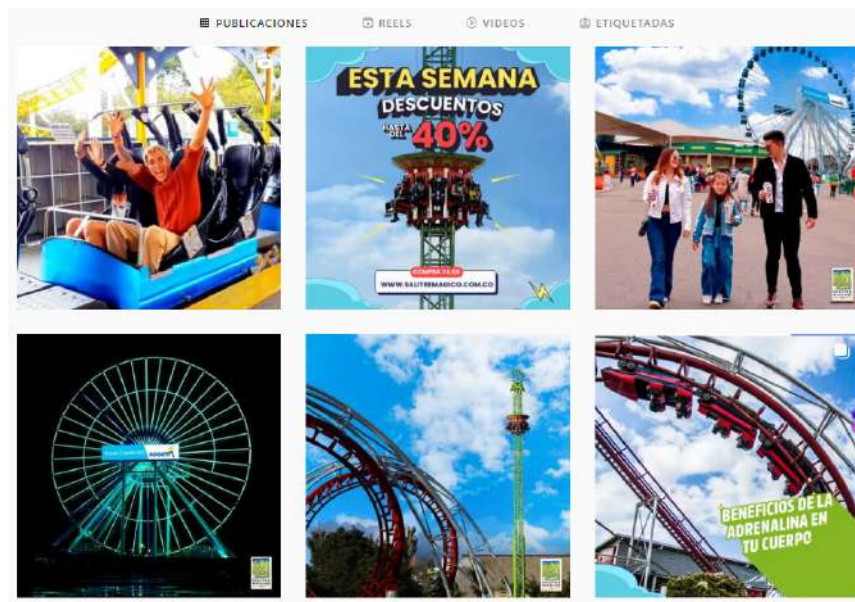 PUBLICACIONES
REELS
VIDEOS
ETIQUETADAS
ESTA SEMANA
DESCUENTOS
HASTA
DEL
40%
COMPRA YA EN
WWW.SALITREMAGICO.COM.CO
BOGOTÁ
BENEFICIOS DE LA
ADRENALINA EN
TU CUERPO